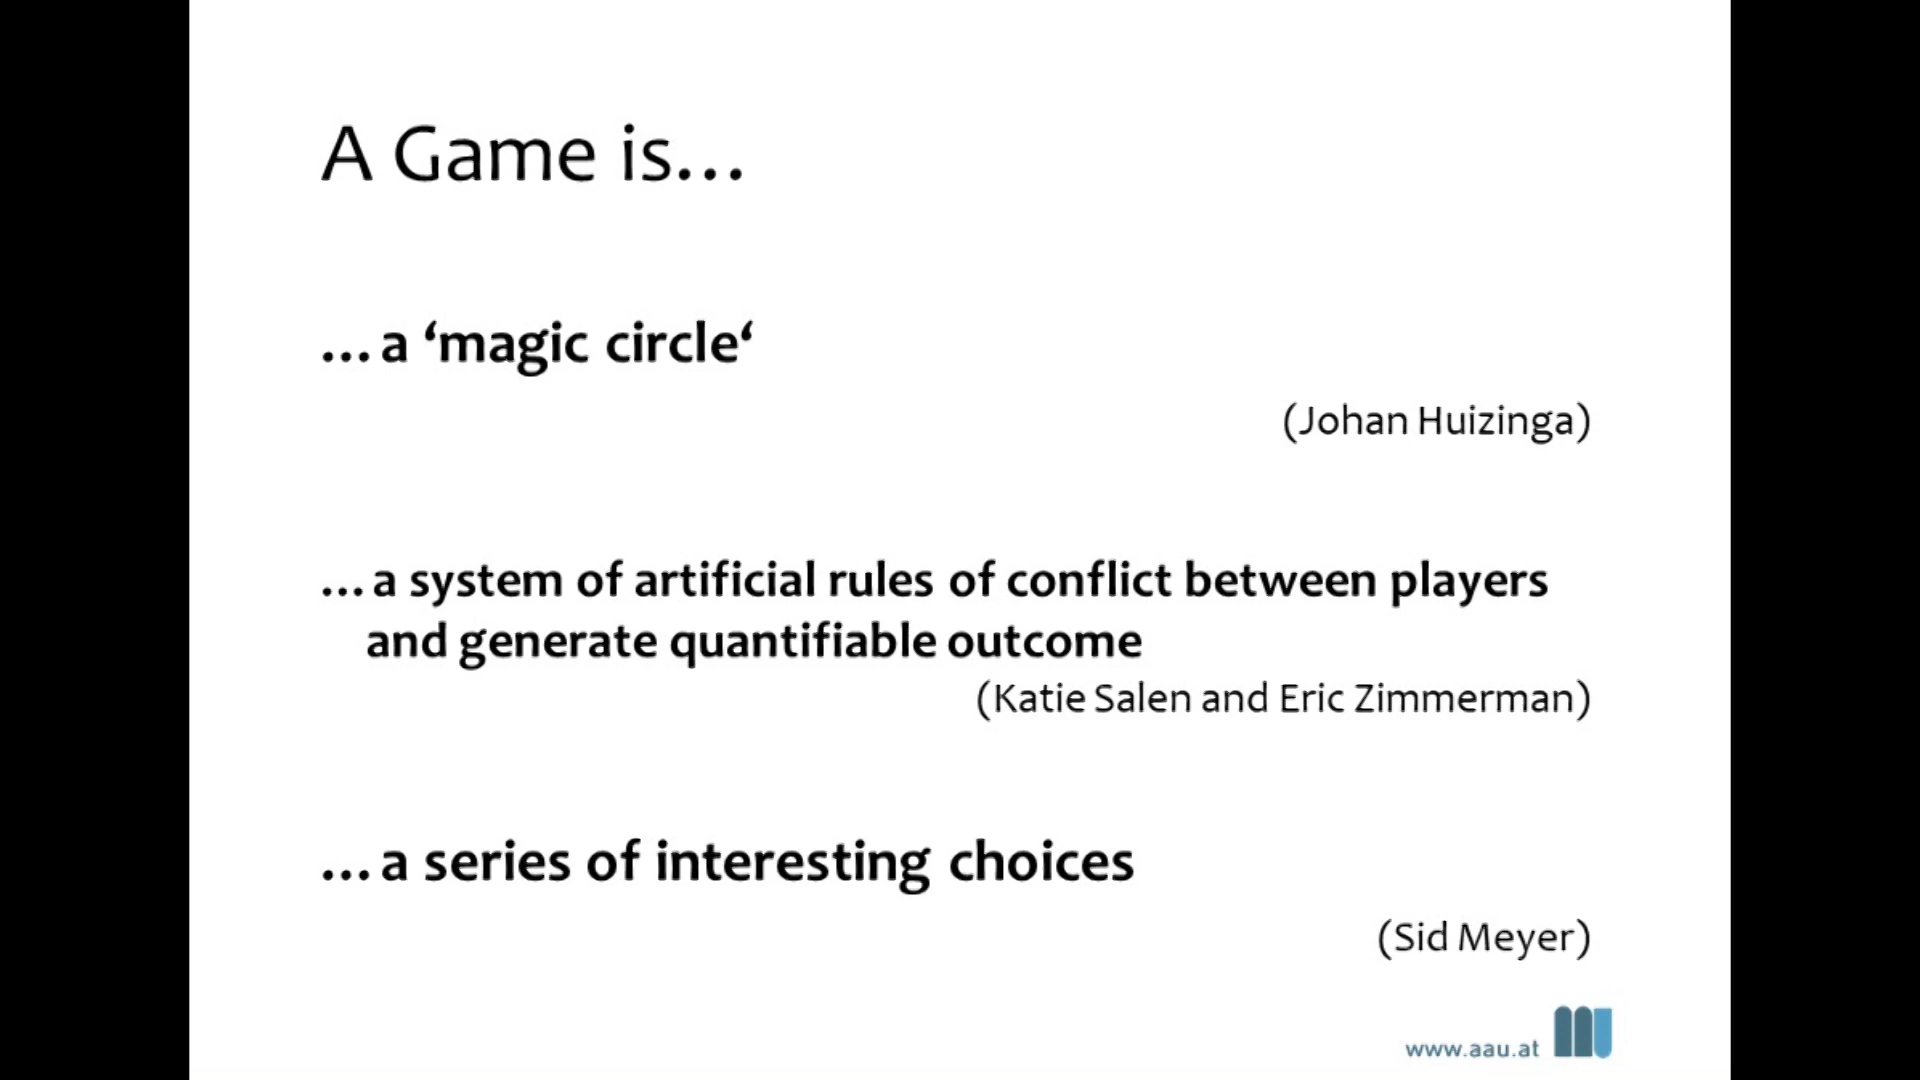 A Game is...
...a ‘magic circle‘
(Johan Huizinga)
...a system of artificial rules of conflict between players
and generate quantifiable outcome
(Katie Salen and Eric Zimmerman)
...a series of interesting choices
(Sid Meyer)
www.aau.at